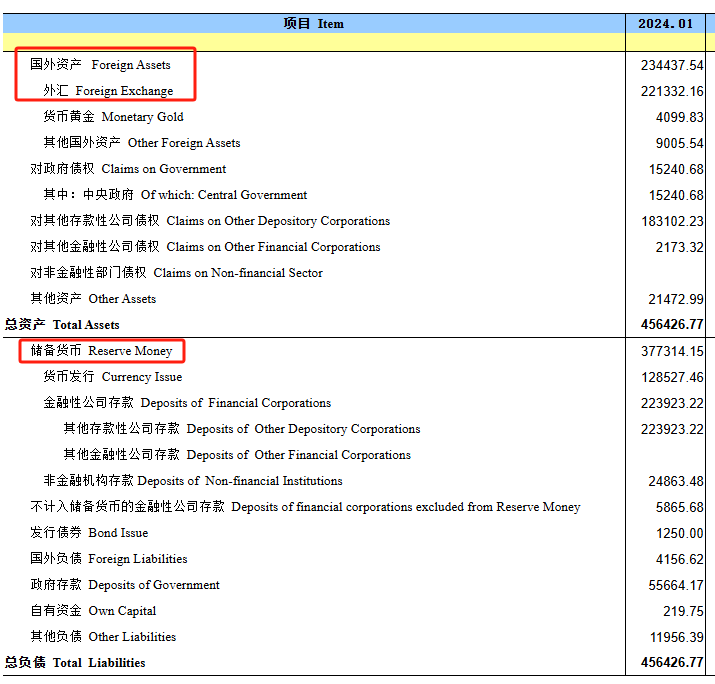 项目 Item 2024.01
国外资产 Foreign Assets 234437.54
外汇 Foreign Exchange 221332.16
货币黄金 Monetary Gold 4099.83
其他国外资产 Other Foreign Assets 9005.54
对政府债权 Claims on Government 15240.68
其中：中央政府 Of which: Central Government 15240.68
对其他存款性公司债权 Claims on Other Depository Corporations 183102.23
对其他金融性公司债权 Claims on Other Financial Corporations 2173.32
对非金融性部门债权 Claims on Non-financial Sector
其他资产 Other Assets 21472.99
总资产 Total Assets 456426.77
储备货币 Reserve Money 377314.15
货币发行 Currency Issue 128527.46
金融性公司存款 Deposits of Financial Corporations 223923.22
其他存款性公司存款 Deposits of Other Depository Corporations 223923.22
其他金融性公司存款 Deposits of Other Financial Corporations
非金融机构存款 Deposits of Non-financial Institutions 24863.48
不计入储备货币的金融性公司存款 Deposits of financial corporations excluded from Reserve Money 5865.68
发行债券 Bond Issue 1250.00
国外负债 Foreign Liabilities 4156.62
政府存款 Deposits of Government 55664.17
自有资金 Own Capital 219.75
其他负债 Other Liabilities 11956.39
总负债 Total Liabilities 456426.77